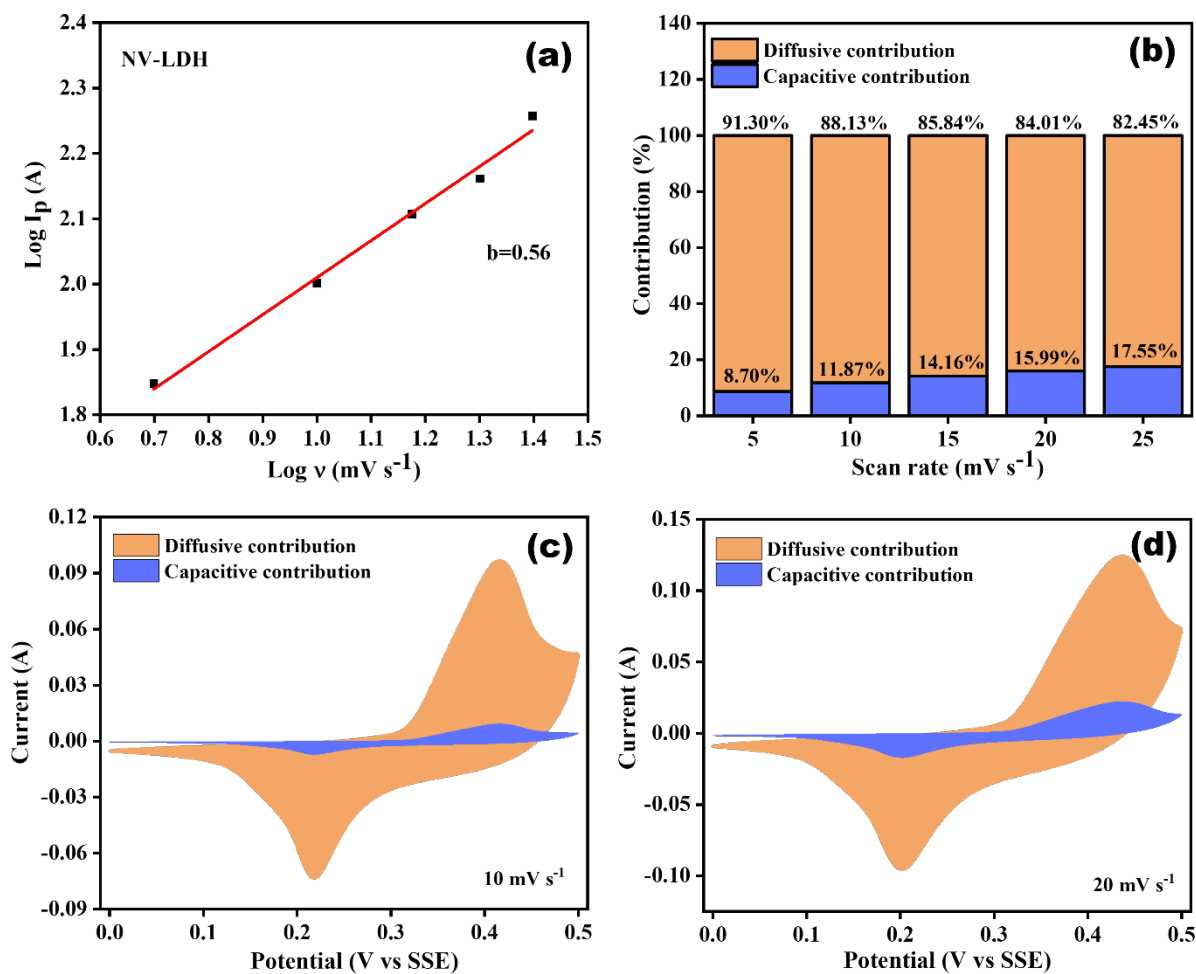 NV-LDH
(a)
b=0.56
Log Ip (A)
2.4
2.3
2.2
2.1
2.0
1.9
1.8
0.6 0.7 0.8 0.9 1.0 1.1 1.2 1.3 1.4 1.5
Log ν (mV s⁻¹)
(b)
Diffusive contribution
Capacitive contribution
Contribution (%)
140
120
100
80
60
40
20
0
91.30% 88.13% 85.84% 84.01% 82.45%
8.70% 11.87% 14.16% 15.99% 17.55%
5 10 15 20 25
Scan rate (mV s⁻¹)
(c)
Diffusive contribution
Capacitive contribution
Current (A)
0.12
0.09
0.06
0.03
0.00
-0.03
-0.06
-0.09
10 mV s⁻¹
0.0 0.1 0.2 0.3 0.4 0.5
Potential (V vs SSE)
(d)
Diffusive contribution
Capacitive contribution
Current (A)
0.15
0.10
0.05
0.00
-0.05
-0.10
20 mV s⁻¹
0.0 0.1 0.2 0.3 0.4 0.5
Potential (V vs SSE)